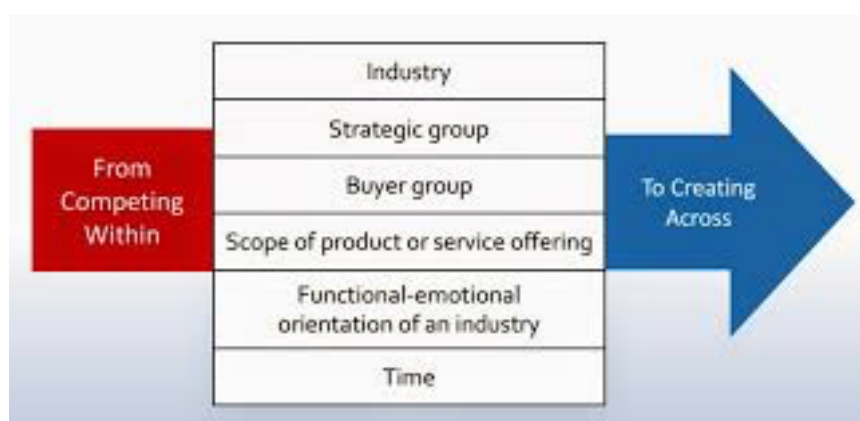 From
Competing
Within
Industry
Strategic group
Buyer group
Scope of product or service offering
Functional-emotional
orientation of an industry
Time
To Creating
Across